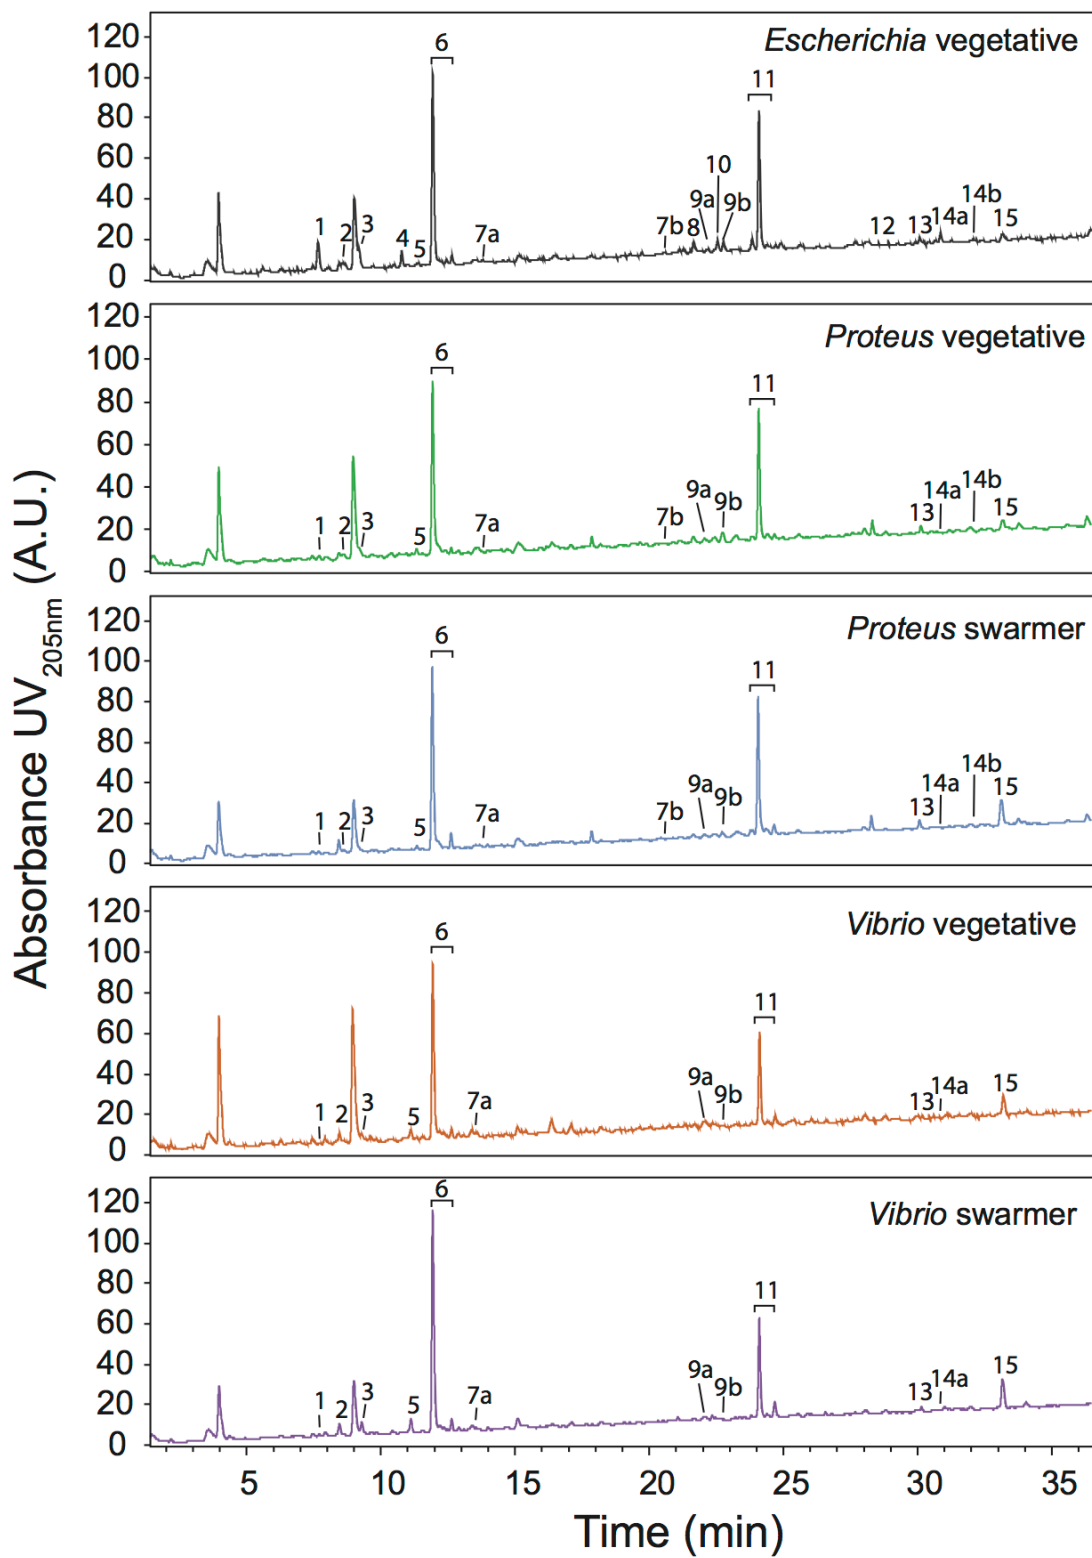 Absorbance UV205nm (A.U.)
Escherichia vegetative
120
100
80
60
40
20
0
1
2
3
4
5
6
7a
7b
8
9a
10
9b
11
12
13
14a
14b
15
Proteus vegetative
120
100
80
60
40
20
0
1
2
3
5
6
7a
7b
9a
9b
11
13
14a
14b
15
Proteus swarmer
120
100
80
80
40
20
0
1
2
3
5
6
7a
7b
9a
9b
11
13
14a
14b
15
Vibrio vegetative
120
100
80
60
40
20
0
1
2
3
5
6
7a
9a
9b
11
13
14a
15
Vibrio swarmer
120
100
80
60
40
20
0
1
2
3
5
6
7a
9a
9b
11
13
14a
15
5 10 15 20 25 30 35
Time (min)